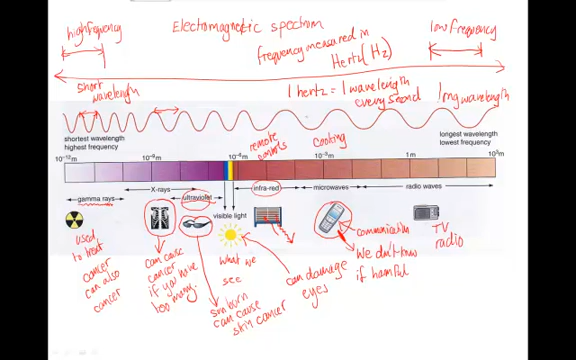 high frequency
Electromagnetic spectrom
low frequency
frequency measured in
Hertz (Hz)
short
wavelength
1 hertz = 1 wavelength
every second
long wavelength
remote
controls
cooking
shortest wavelength
highest frequency
longest wavelength
lowest frequency
10⁻¹²m
10⁻⁹m
10⁻⁶m
10⁻³m
1m
10³m
gamma rays
X-rays
ultraviolet
visible light
infra-red
microwaves
radio waves
used
to treat
cancer
can also
cancer
can cause
cancer
if you have
too many.
sun burn
can cause
skin cancer
What we
see
can damage
eyes
communication
We don't know
if harmful
TV
radio